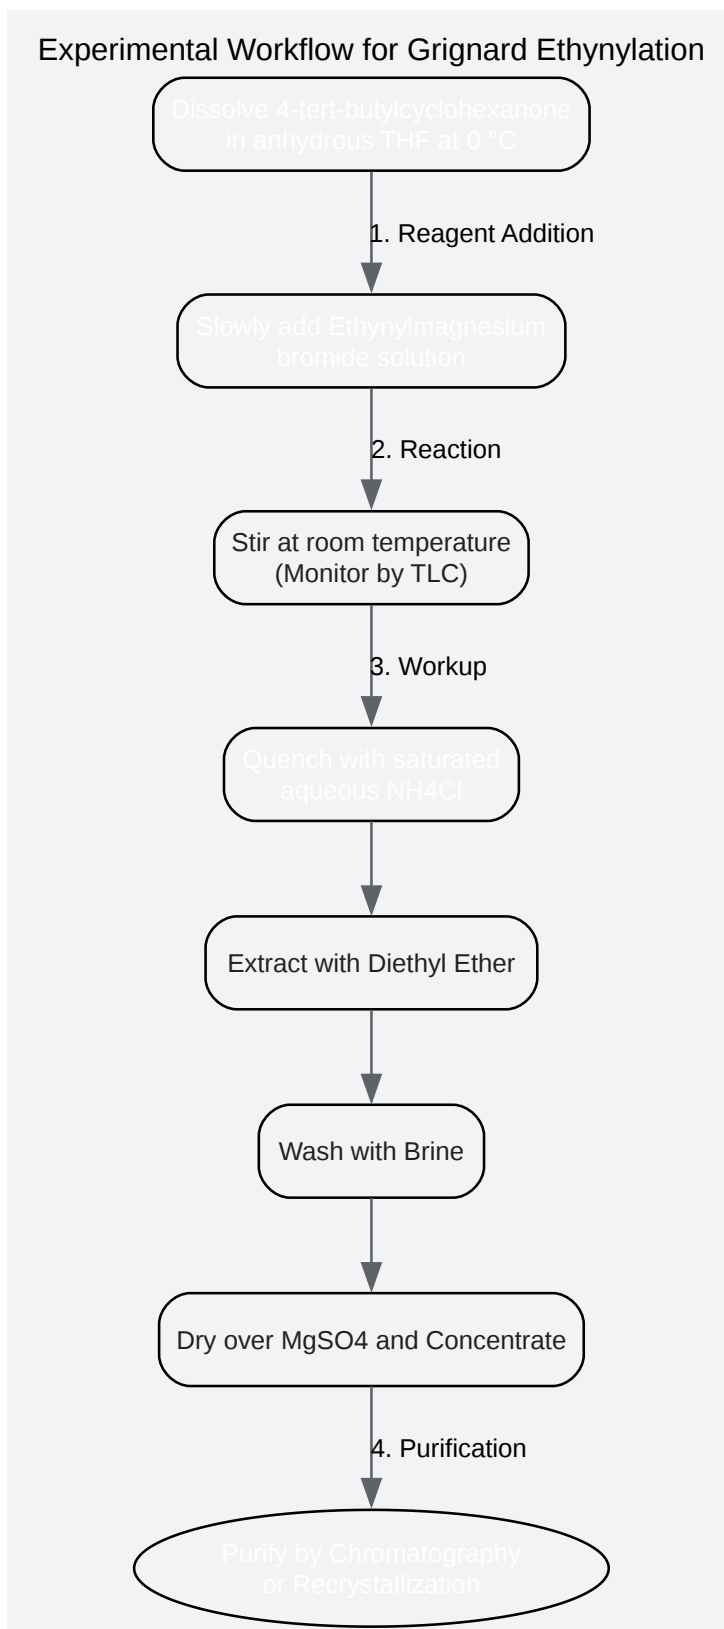 Experimental Workflow for Grignard Ethynylation
Dissolve 4-tert-butylcyclohexanone
in anhydrous THF at 0 °C
1. Reagent Addition
Slowly add Ethynylmagnesium
bromide solution
2. Reaction
Stir at room temperature
(Monitor by TLC)
3. Workup
Quench with saturated
aqueous NH4Cl
Extract with Diethyl Ether
Wash with Brine
Dry over MgSO4 and Concentrate
4. Purification
Purify by Chromatography
or Recrystallization